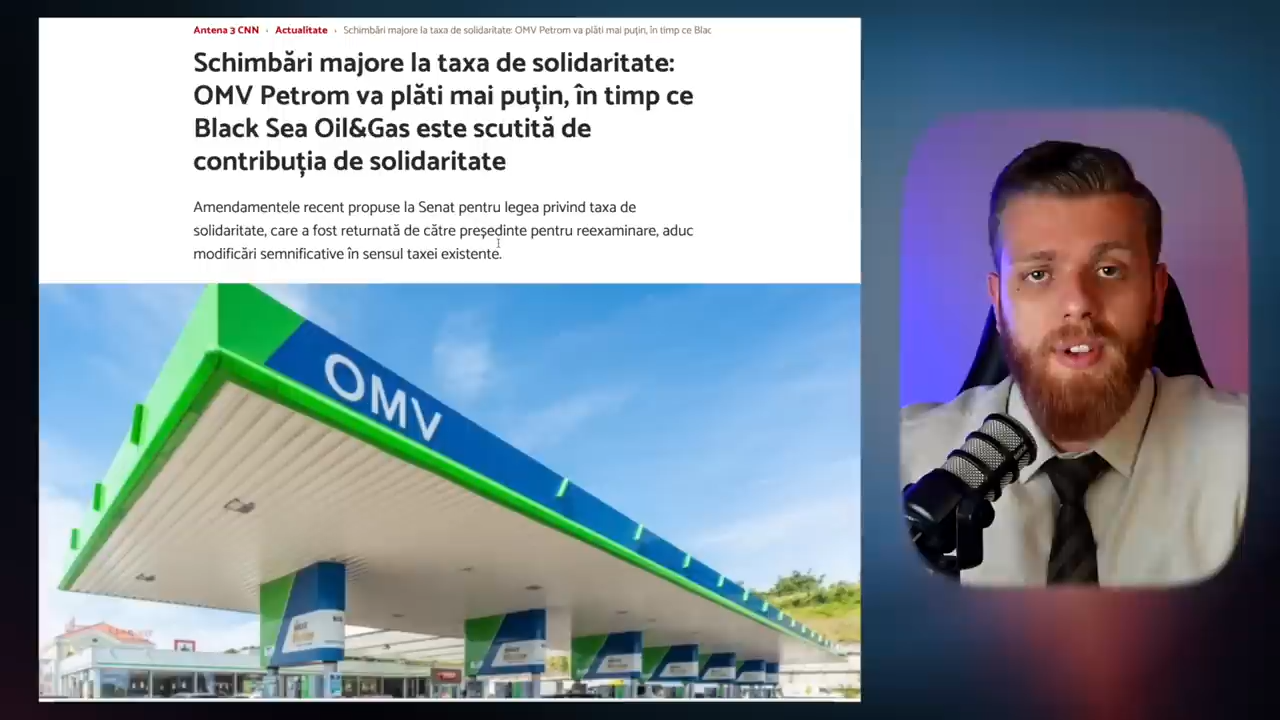 Antena 3 CNN › Actualitate › Schimbări majore la taxa de solidaritate: OMV Petrom va plăti mai puțin, în timp ce Blac
Schimbări majore la taxa de solidaritate:
OMV Petrom va plăti mai puțin, în timp ce
Black Sea Oil&Gas este scutită de
contribuția de solidaritate
Amendamentele recent propuse la Senat pentru legea privind taxa de
solidaritate, care a fost returnată de către președinte pentru reexaminare, aduc
modificări semnificative în sensul taxei existente.
OMV